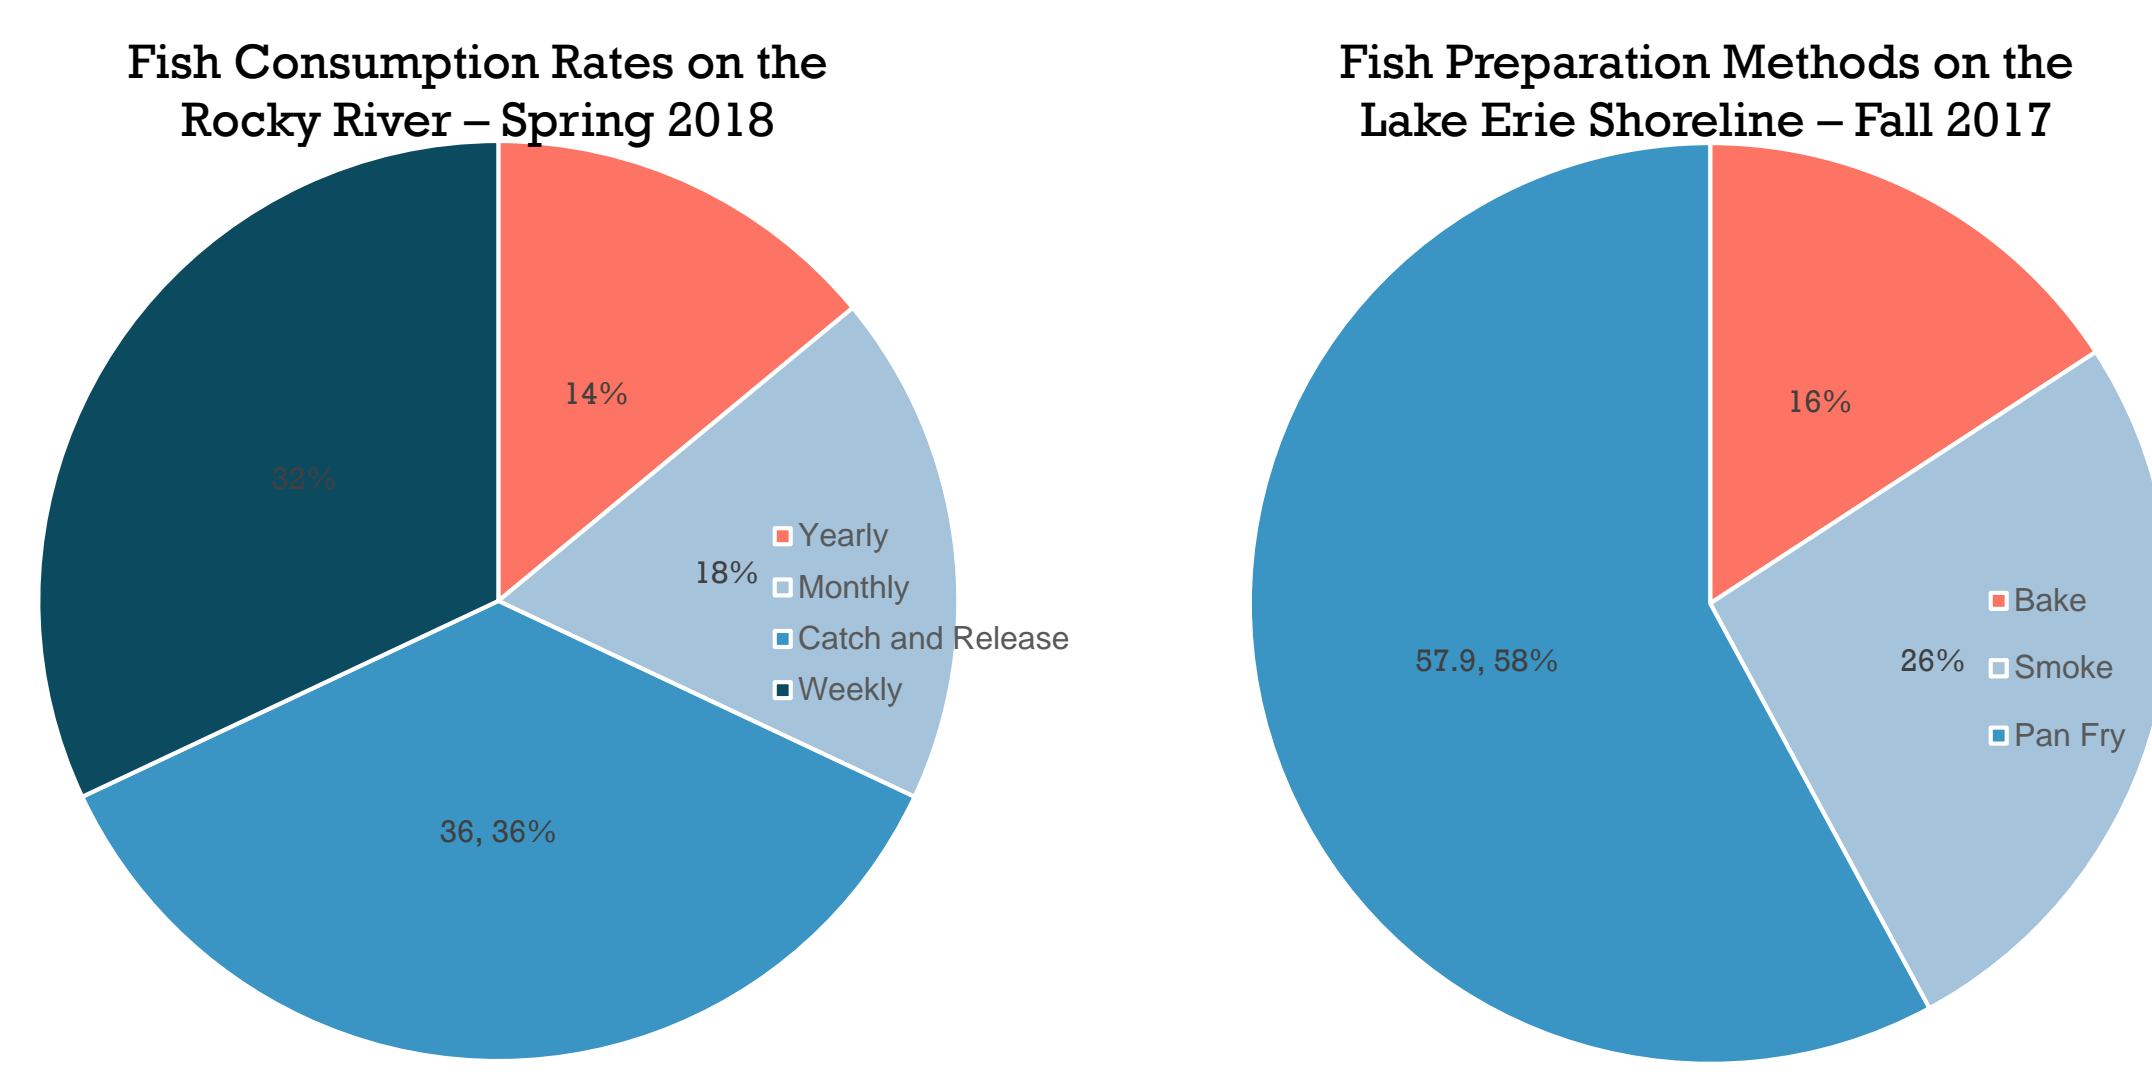 Fish Consumption Rates on the
Rocky River – Spring 2018
14%
32%
18%
36, 36%
Yearly
Monthly
Catch and Release
Weekly
Fish Preparation Methods on the
Lake Erie Shoreline – Fall 2017
16%
57.9, 58%
26%
Bake
Smoke
Pan Fry